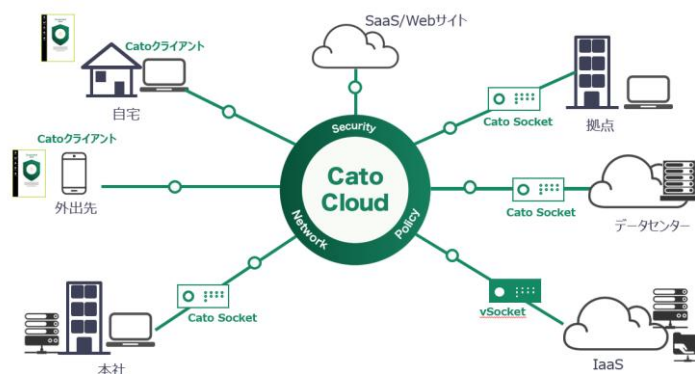 SaaS/Webサイト
Catoクライアント
自宅
Cato Socket
拠点
Catoクライアント
外出先
Security
Cato
Cloud
Network
Policy
Cato Socket
データセンター
Cato Socket
本社
vSocket
IaaS